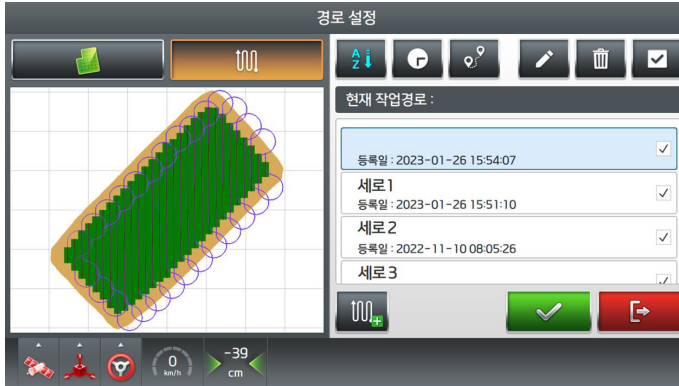 경로 설정
A
Z
현재 작업경로 :
등록일 : 2023-01-26 15:54:07
세로1
등록일 : 2023-01-26 15:51:10
세로2
등록일 : 2022-11-10 08:05:26
세로3
0
km/h
-39
cm